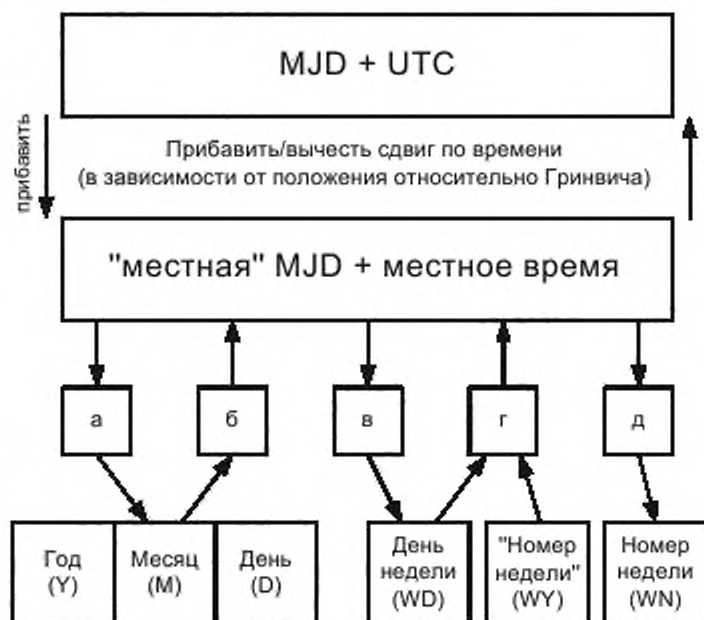 MJD + UTC
прибавить
Прибавить/вычесть сдвиг по времени
(в зависимости от положения относительно Гринвича)
"местная" MJD + местное время
а
б
в
г
д
Год
(Y)
Месяц
(M)
День
(D)
День
недели
(WD)
"Номер
недели"
(WY)
Номер
недели
(WN)